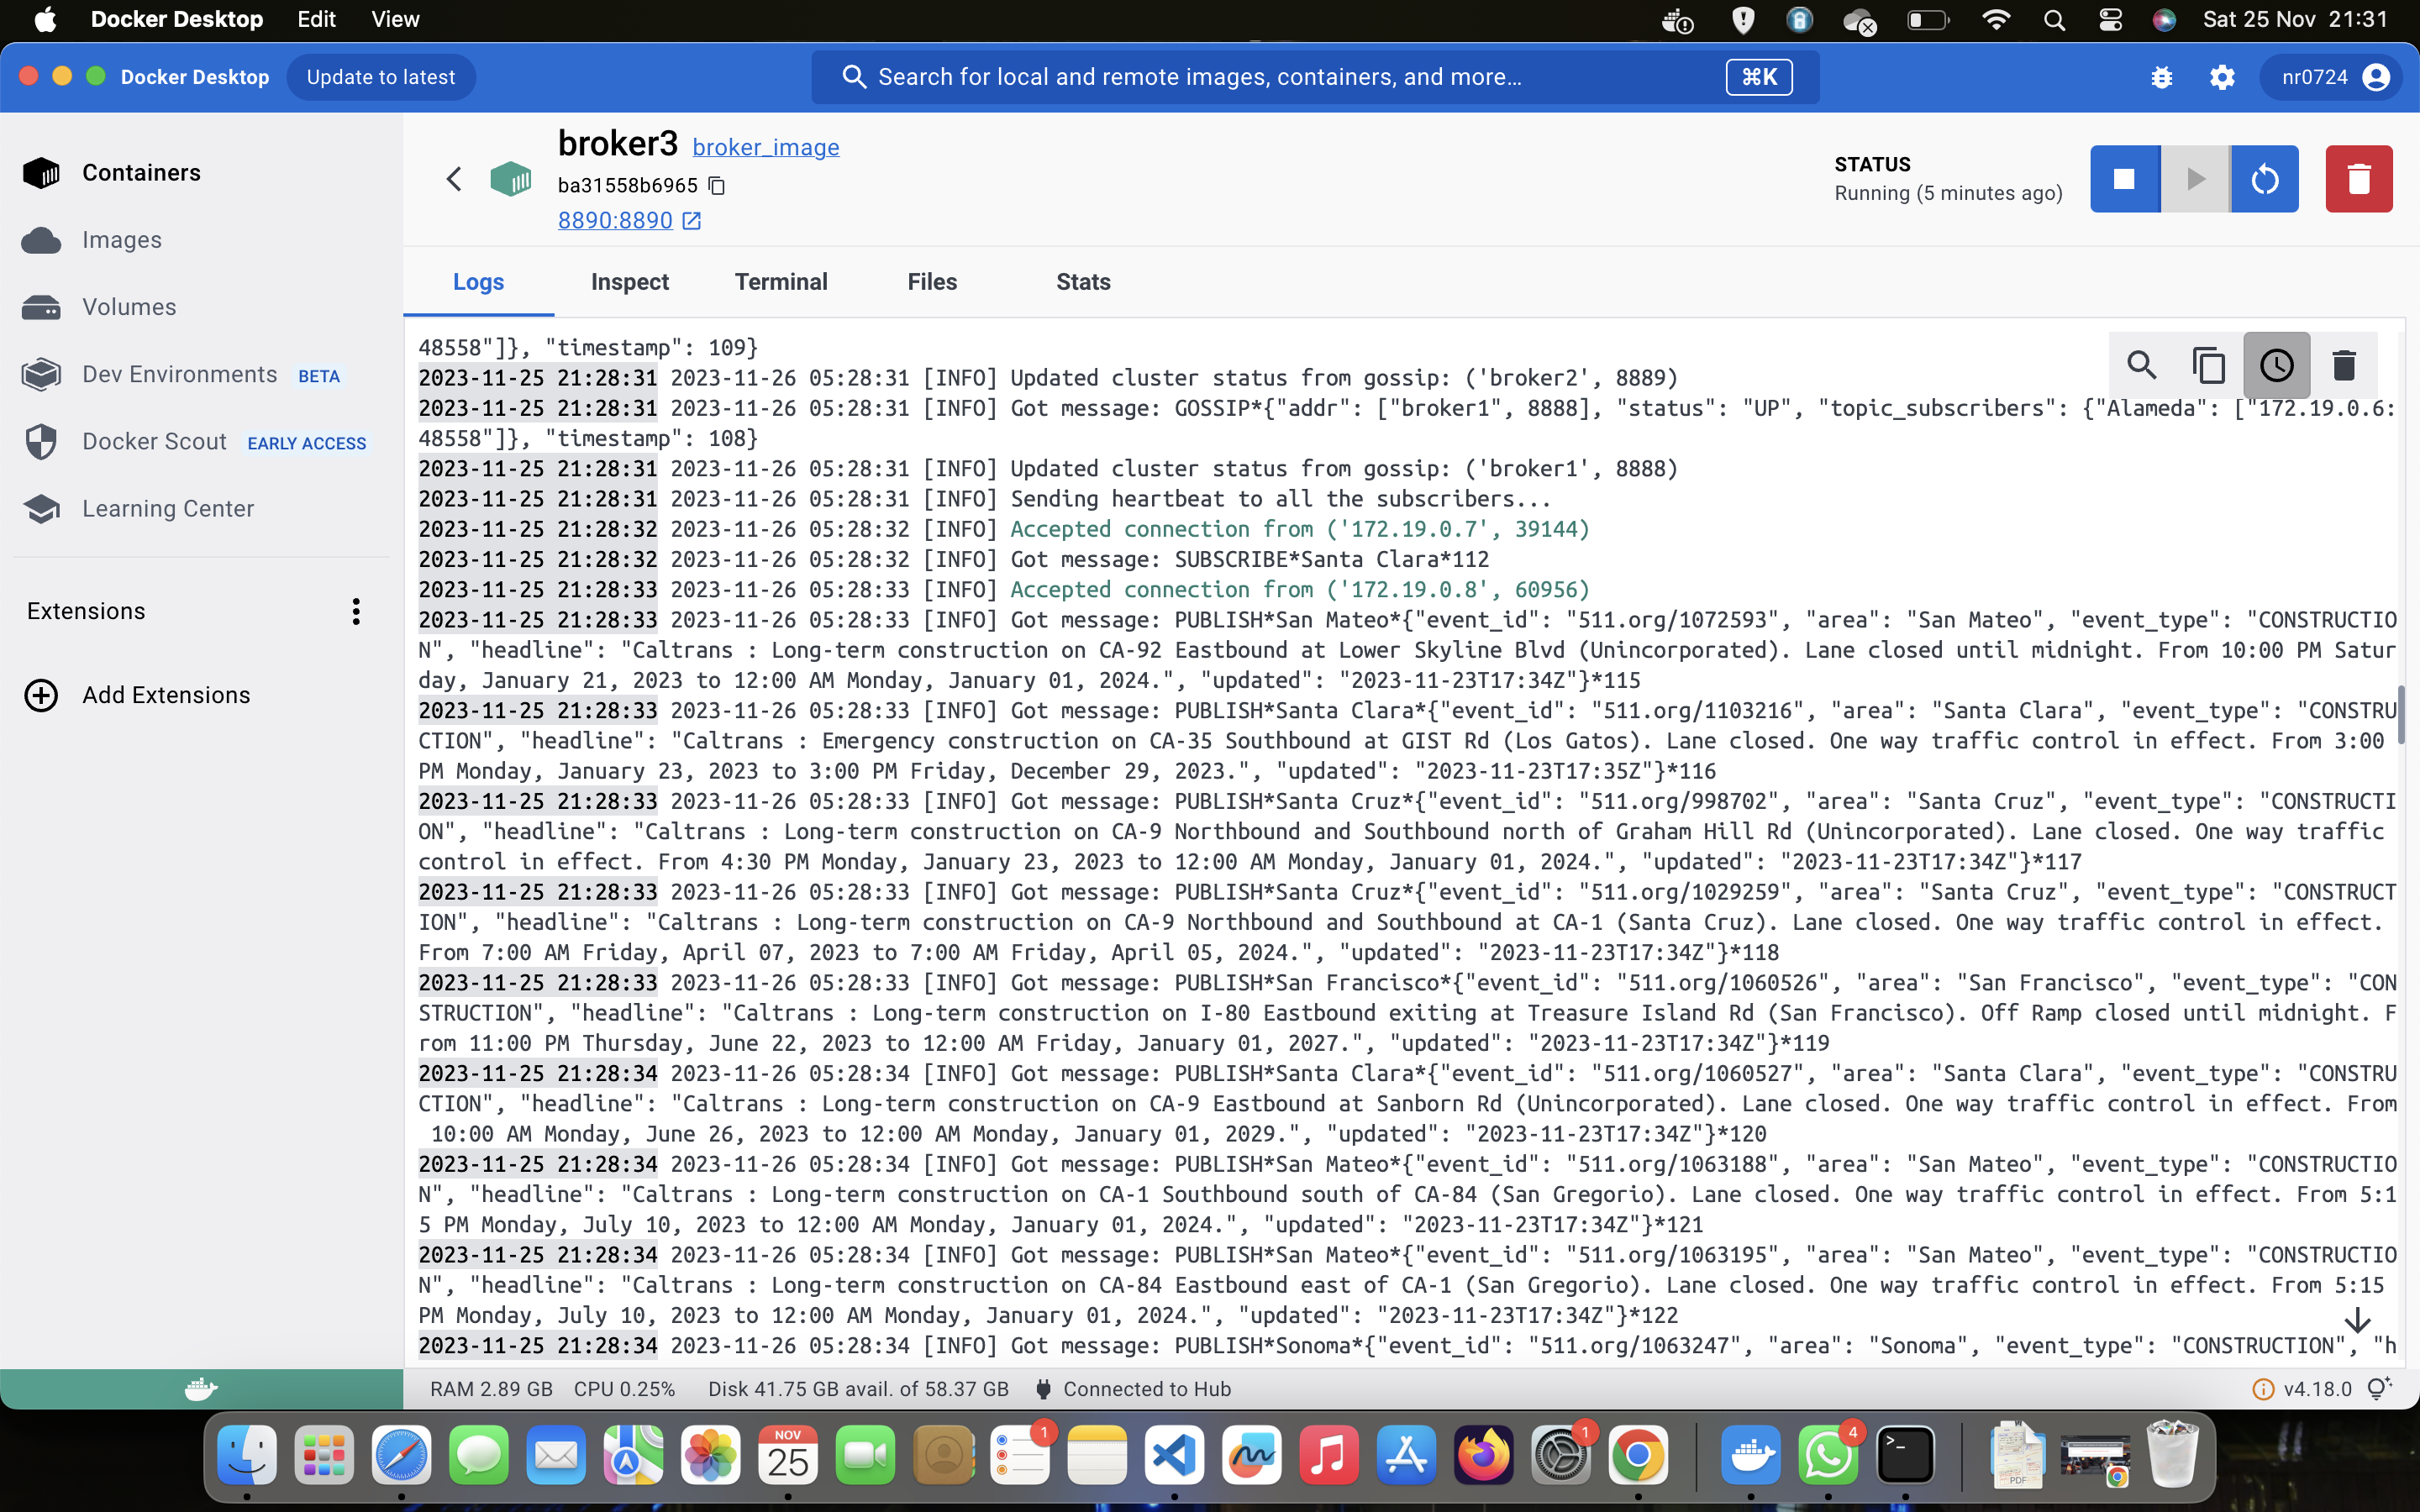 Docker Desktop Edit View Sat 25 Nov 21:31
Docker Desktop Update to latest Search for local and remote images, containers, and more... ⌘K nr0724
Containers
Images
Volumes
Dev Environments BETA
Docker Scout EARLY ACCESS
Learning Center
Extensions
Add Extensions
broker3 broker_image
ba31558b6965
8890:8890
STATUS
Running (5 minutes ago)
Logs Inspect Terminal Files Stats
48558"]}, "timestamp": 109}
2023-11-25 21:28:31 2023-11-26 05:28:31 [INFO] Updated cluster status from gossip: ('broker2', 8889)
2023-11-25 21:28:31 2023-11-26 05:28:31 [INFO] Got message: GOSSIP*{"addr": ["broker1", 8888], "status": "UP", "topic_subscribers": {"Alameda": ["172.19.0.6:
48558"]}, "timestamp": 108}
2023-11-25 21:28:31 2023-11-26 05:28:31 [INFO] Updated cluster status from gossip: ('broker1', 8888)
2023-11-25 21:28:31 2023-11-26 05:28:31 [INFO] Sending heartbeat to all the subscribers...
2023-11-25 21:28:32 2023-11-26 05:28:32 [INFO] Accepted connection from ('172.19.0.7', 39144)
2023-11-25 21:28:32 2023-11-26 05:28:32 [INFO] Got message: SUBSCRIBE*Santa Clara*112
2023-11-25 21:28:33 2023-11-26 05:28:33 [INFO] Accepted connection from ('172.19.0.8', 60956)
2023-11-25 21:28:33 2023-11-26 05:28:33 [INFO] Got message: PUBLISH*San Mateo*{"event_id": "511.org/1072593", "area": "San Mateo", "event_type": "CONSTRUCTIO
N", "headline": "Caltrans : Long-term construction on CA-92 Eastbound at Lower Skyline Blvd (Unincorporated). Lane closed until midnight. From 10:00 PM Satur
day, January 21, 2023 to 12:00 AM Monday, January 01, 2024.", "updated": "2023-11-23T17:34Z"}*115
2023-11-25 21:28:33 2023-11-26 05:28:33 [INFO] Got message: PUBLISH*Santa Clara*{"event_id": "511.org/1103216", "area": "Santa Clara", "event_type": "CONSTRU
CTION", "headline": "Caltrans : Emergency construction on CA-35 Southbound at GIST Rd (Los Gatos). Lane closed. One way traffic control in effect. From 3:00
PM Monday, January 23, 2023 to 3:00 PM Friday, December 29, 2023.", "updated": "2023-11-23T17:35Z"}*116
2023-11-25 21:28:33 2023-11-26 05:28:33 [INFO] Got message: PUBLISH*Santa Cruz*{"event_id": "511.org/998702", "area": "Santa Cruz", "event_type": "CONSTRUCTI
ON", "headline": "Caltrans : Long-term construction on CA-9 Northbound and Southbound north of Graham Hill Rd (Unincorporated). Lane closed. One way traffic
control in effect. From 4:30 PM Monday, January 23, 2023 to 12:00 AM Monday, January 01, 2024.", "updated": "2023-11-23T17:34Z"}*117
2023-11-25 21:28:33 2023-11-26 05:28:33 [INFO] Got message: PUBLISH*Santa Cruz*{"event_id": "511.org/1029259", "area": "Santa Cruz", "event_type": "CONSTRUCT
ION", "headline": "Caltrans : Long-term construction on CA-9 Northbound and Southbound at CA-1 (Santa Cruz). Lane closed. One way traffic control in effect.
From 7:00 AM Friday, April 07, 2023 to 7:00 AM Friday, April 05, 2024.", "updated": "2023-11-23T17:34Z"}*118
2023-11-25 21:28:33 2023-11-26 05:28:33 [INFO] Got message: PUBLISH*San Francisco*{"event_id": "511.org/1060526", "area": "San Francisco", "event_type": "CON
STRUCTION", "headline": "Caltrans : Long-term construction on I-80 Eastbound exiting at Treasure Island Rd (San Francisco). Off Ramp closed until midnight. F
rom 11:00 PM Thursday, June 22, 2023 to 12:00 AM Friday, January 01, 2027.", "updated": "2023-11-23T17:34Z"}*119
2023-11-25 21:28:34 2023-11-26 05:28:34 [INFO] Got message: PUBLISH*Santa Clara*{"event_id": "511.org/1060527", "area": "Santa Clara", "event_type": "CONSTRU
CTION", "headline": "Caltrans : Long-term construction on CA-9 Eastbound at Sanborn Rd (Unincorporated). Lane closed. One way traffic control in effect. From
10:00 AM Monday, June 26, 2023 to 12:00 AM Monday, January 01, 2029.", "updated": "2023-11-23T17:34Z"}*120
2023-11-25 21:28:34 2023-11-26 05:28:34 [INFO] Got message: PUBLISH*San Mateo*{"event_id": "511.org/1063188", "area": "San Mateo", "event_type": "CONSTRUCTIO
N", "headline": "Caltrans : Long-term construction on CA-1 Southbound south of CA-84 (San Gregorio). Lane closed. One way traffic control in effect. From 5:1
5 PM Monday, July 10, 2023 to 12:00 AM Monday, January 01, 2024.", "updated": "2023-11-23T17:34Z"}*121
2023-11-25 21:28:34 2023-11-26 05:28:34 [INFO] Got message: PUBLISH*San Mateo*{"event_id": "511.org/1063195", "area": "San Mateo", "event_type": "CONSTRUCTIO
N", "headline": "Caltrans : Long-term construction on CA-84 Eastbound east of CA-1 (San Gregorio). Lane closed. One way traffic control in effect. From 5:15
PM Monday, July 10, 2023 to 12:00 AM Monday, January 01, 2024.", "updated": "2023-11-23T17:34Z"}*122
2023-11-25 21:28:34 2023-11-26 05:28:34 [INFO] Got message: PUBLISH*Sonoma*{"event_id": "511.org/1063247", "area": "Sonoma", "event_type": "CONSTRUCTION", "h
RAM 2.89 GB CPU 0.25% Disk 41.75 GB avail. of 58.37 GB Connected to Hub v4.18.0
NOV
25
1
1
4
PDF